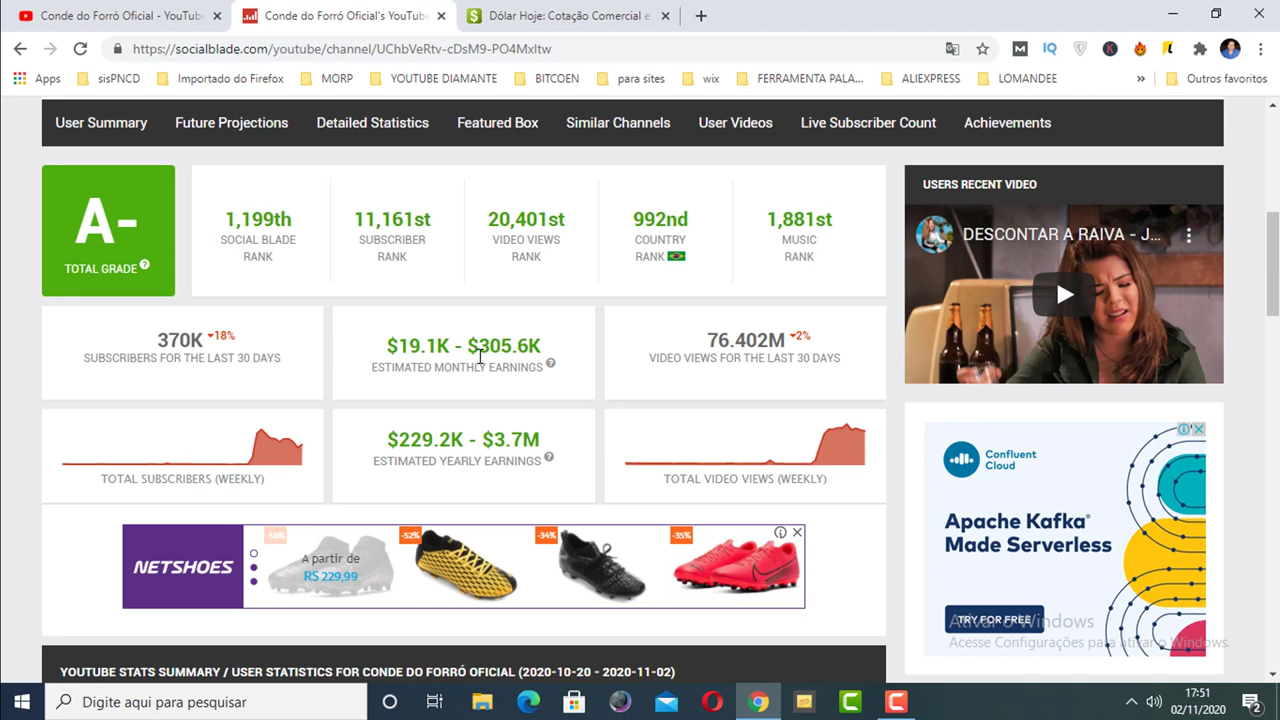 Conde do Forró Oficial - YouTube
Conde do Forró Oficial's YouTube
Dólar Hoje: Cotação Comercial e
https://socialblade.com/youtube/channel/UChbVeRtv-cDsM9-PO4MxItw
Apps
sisPNCD
Importado do Firefox
MORP
YOUTUBE DIAMANTE
BITCOEN
para sites
wix
FERRAMENTA PALA...
ALIEXPRESS
LOMANDEE
»
Outros favoritos
User Summary
Future Projections
Detailed Statistics
Featured Box
Similar Channels
User Videos
Live Subscriber Count
Achievements
A-
TOTAL GRADE ?
1,199th
SOCIAL BLADE
RANK
11,161st
SUBSCRIBER
RANK
20,401st
VIDEO VIEWS
RANK
992nd
COUNTRY
RANK
1,881st
MUSIC
RANK
USERS RECENT VIDEO
DESCONTAR A RAIVA - J...
370K -18%
SUBSCRIBERS FOR THE LAST 30 DAYS
$19.1K - $305.6K
ESTIMATED MONTHLY EARNINGS ?
76.402M -2%
VIDEO VIEWS FOR THE LAST 30 DAYS
TOTAL SUBSCRIBERS (WEEKLY)
$229.2K - $3.7M
ESTIMATED YEARLY EARNINGS ?
TOTAL VIDEO VIEWS (WEEKLY)
NETSHOES
-56%
A partir de
R$ 229,99
-52%
-34%
-35%
Confluent
Cloud
Apache Kafka®
Made Serverless
TRY FOR FREE
Ativar o Windows
Acesse Configurações para ativar o Windows.
YOUTUBE STATS SUMMARY / USER STATISTICS FOR CONDE DO FORRÓ OFICIAL (2020-10-20 - 2020-11-02)
Digite aqui para pesquisar
17:51
02/11/2020
2